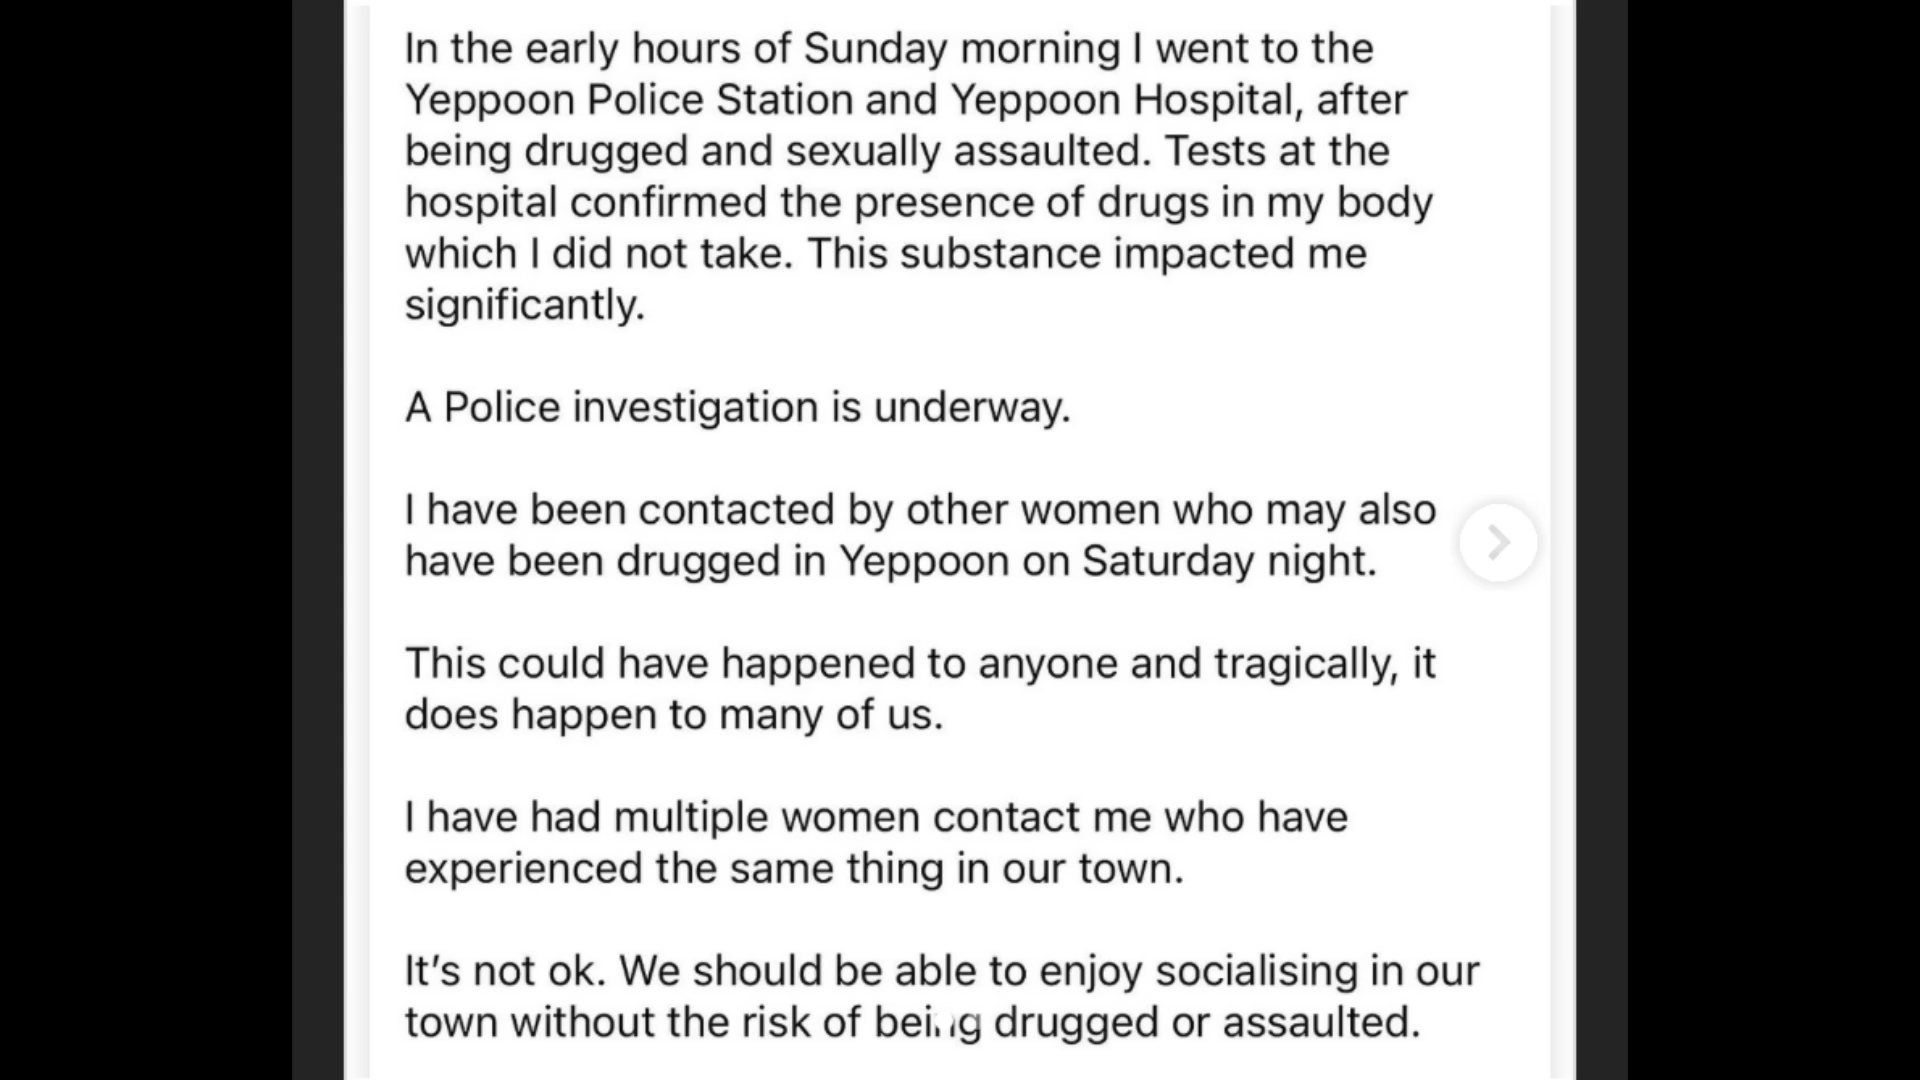 In the early hours of Sunday morning I went to the
Yeppoon Police Station and Yeppoon Hospital, after
being drugged and sexually assaulted. Tests at the
hospital confirmed the presence of drugs in my body
which I did not take. This substance impacted me
significantly.
A Police investigation is underway.
I have been contacted by other women who may also
have been drugged in Yeppoon on Saturday night.
This could have happened to anyone and tragically, it
does happen to many of us.
I have had multiple women contact me who have
experienced the same thing in our town.
It’s not ok. We should be able to enjoy socialising in our
town without the risk of being drugged or assaulted.